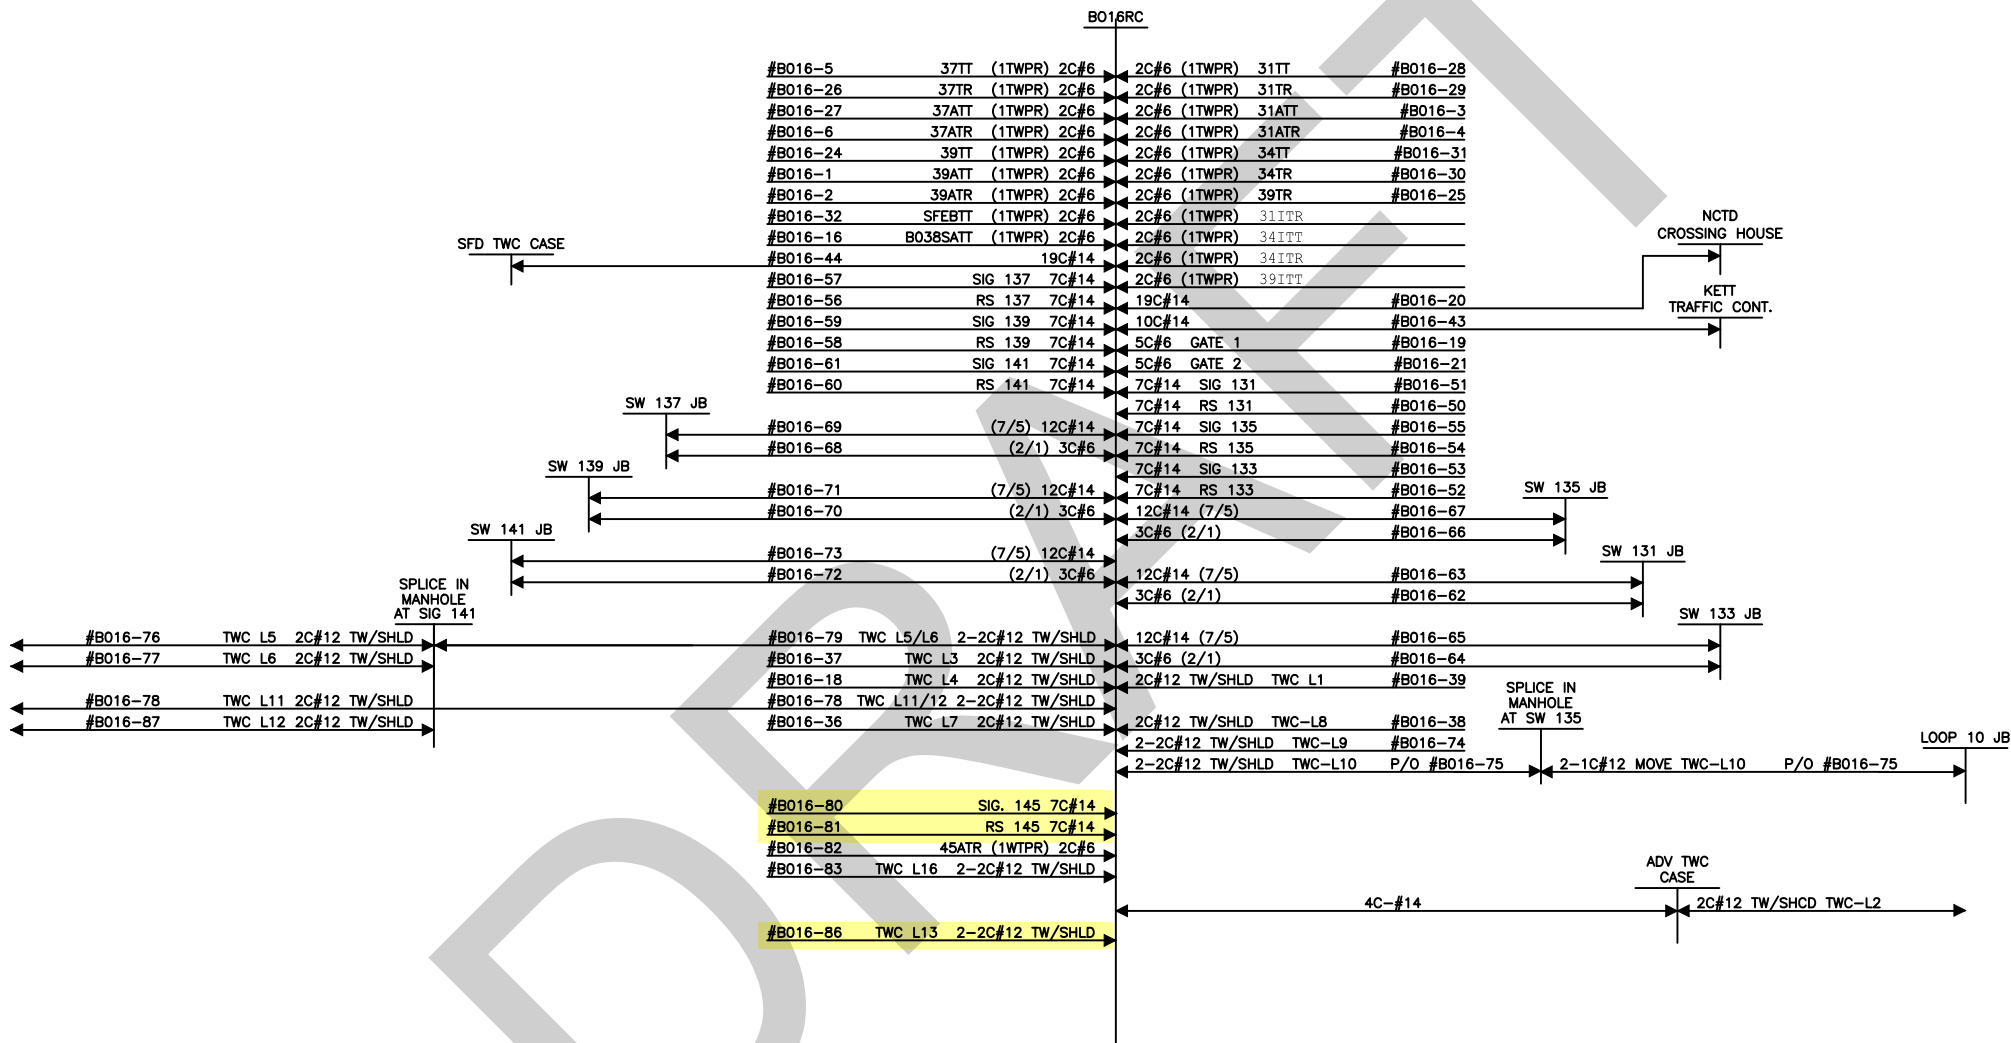 BO16RC
#B016-5 37TT (1TWPR) 2C#6 2C#6 (1TWPR) 31TT #B016-28
#B016-26 37TR (1TWPR) 2C#6 2C#6 (1TWPR) 31TR #B016-29
#B016-27 37ATT (1TWPR) 2C#6 2C#6 (1TWPR) 31ATT #B016-3
#B016-6 37ATR (1TWPR) 2C#6 2C#6 (1TWPR) 31ATR #B016-4
#B016-24 39TT (1TWPR) 2C#6 2C#6 (1TWPR) 34TT #B016-31
#B016-1 39ATT (1TWPR) 2C#6 2C#6 (1TWPR) 34TR #B016-30
#B016-2 39ATR (1TWPR) 2C#6 2C#6 (1TWPR) 39TR #B016-25
#B016-32 SFEBTT (1TWPR) 2C#6 2C#6 (1TWPR) 31ITR
NCTD
CROSSING HOUSE
#B016-16 B038SATT (1TWPR) 2C#6 2C#6 (1TWPR) 34ITT
SFD TWC CASE
#B016-44 19C#14 2C#6 (1TWPR) 34ITR
#B016-57 SIG 137 7C#14 2C#6 (1TWPR) 39ITT
#B016-56 RS 137 7C#14 19C#14 #B016-20
KETT
TRAFFIC CONT.
#B016-59 SIG 139 7C#14 10C#14 #B016-43
#B016-58 RS 139 7C#14 5C#6 GATE 1 #B016-19
#B016-61 SIG 141 7C#14 5C#6 GATE 2 #B016-21
#B016-60 RS 141 7C#14 7C#14 SIG 131 #B016-51
SW 137 JB
7C#14 RS 131 #B016-50
#B016-69 (7/5) 12C#14 7C#14 SIG 135 #B016-55
#B016-68 (2/1) 3C#6 7C#14 RS 135 #B016-54
SW 139 JB
7C#14 SIG 133 #B016-53
#B016-71 (7/5) 12C#14 7C#14 RS 133 #B016-52
SW 135 JB
#B016-70 (2/1) 3C#6 12C#14 (7/5) #B016-67
SW 141 JB
3C#6 (2/1) #B016-66
#B016-73 (7/5) 12C#14
SW 131 JB
#B016-72 (2/1) 3C#6 12C#14 (7/5) #B016-63
SPLICE IN
MANHOLE
AT SIG 141
3C#6 (2/1) #B016-62
SW 133 JB
#B016-76 TWC L5 2C#12 TW/SHLD #B016-79 TWC L5/L6 2-2C#12 TW/SHLD 12C#14 (7/5) #B016-65
#B016-77 TWC L6 2C#12 TW/SHLD #B016-37 TWC L3 2C#12 TW/SHLD 3C#6 (2/1) #B016-64
#B016-18 TWC L4 2C#12 TW/SHLD 2C#12 TW/SHLD TWC L1 #B016-39
SPLICE IN
MANHOLE
AT SW 135
#B016-78 TWC L11 2C#12 TW/SHLD #B016-78 TWC L11/12 2-2C#12 TW/SHLD
#B016-87 TWC L12 2C#12 TW/SHLD #B016-36 TWC L7 2C#12 TW/SHLD 2C#12 TW/SHLD TWC-L8 #B016-38
2-2C#12 TW/SHLD TWC-L9 #B016-74
LOOP 10 JB
2-2C#12 TW/SHLD TWC-L10 P/O #B016-75 2-1C#12 MOVE TWC-L10 P/O #B016-75
#B016-80 SIG. 145 7C#14
#B016-81 RS 145 7C#14
#B016-82 45ATR (1WTPR) 2C#6
#B016-83 TWC L16 2-2C#12 TW/SHLD
ADV TWC
CASE
4C-#14 2C#12 TW/SHCD TWC-L2
#B016-86 TWC L13 2-2C#12 TW/SHLD
DRAFT